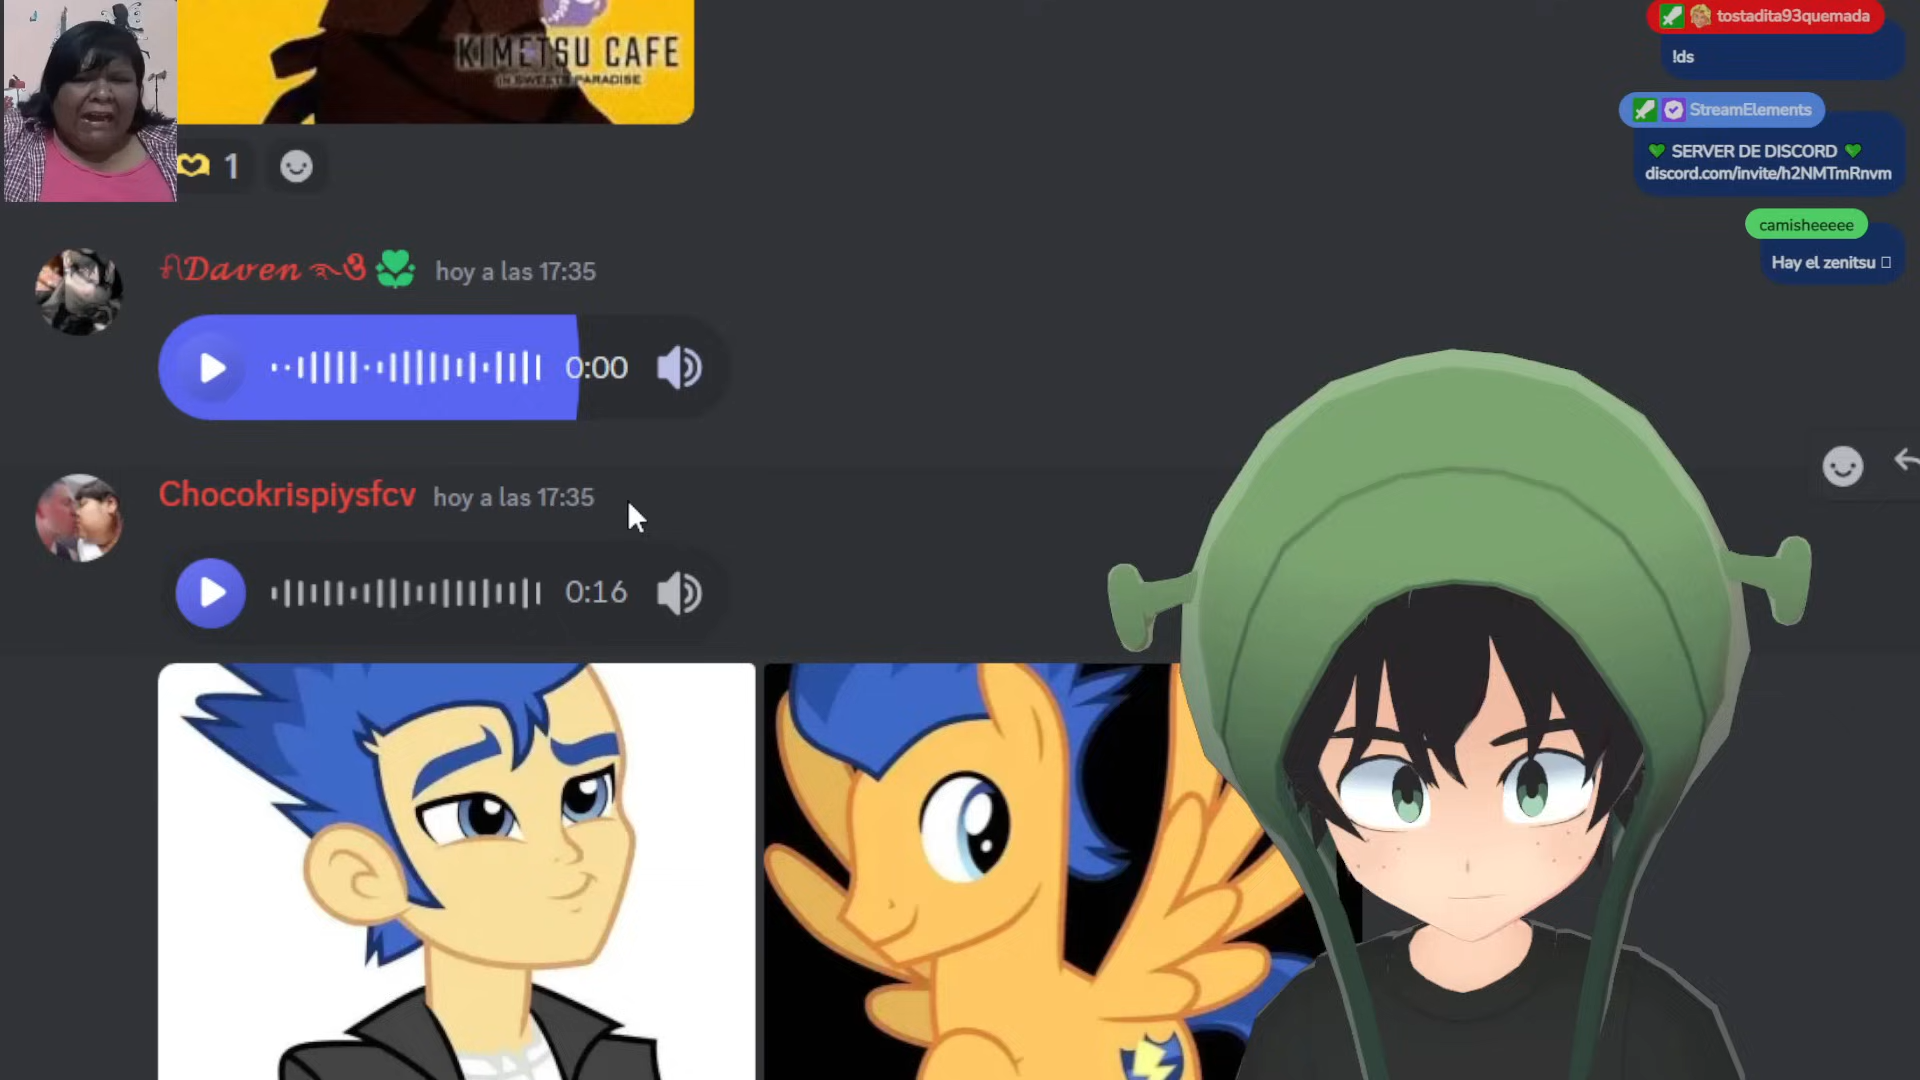 KIMETSU CAFE
IN SWEETS PARADISE
1
Daven
hoy a las 17:35
0:00
Chocokrispiysfcv
hoy a las 17:35
0:16
tostadita93quemada
!ds
StreamElements
SERVER DE DISCORD
discord.com/invite/h2NMTmRnvm
camisheeeee
Hay el zenitsu